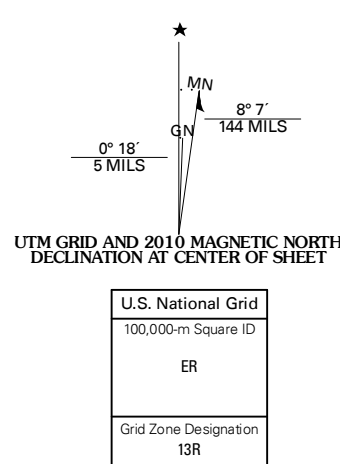 ★
MN
8° 7´
144 MILS
GN
0° 18´
5 MILS
UTM GRID AND 2010 MAGNETIC NORTH
DECLINATION AT CENTER OF SHEET
U.S. National Grid
100,000-m Square ID
ER
Grid Zone Designation
13R